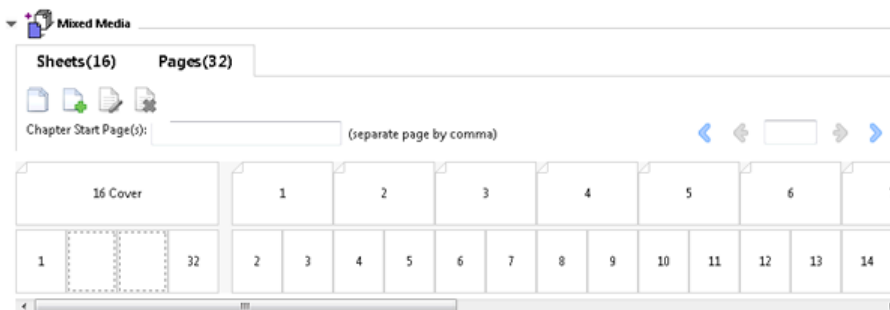 Mixed Media
Sheets(16) Pages(32)
Chapter Start Page(s): (separate page by comma)
16 Cover 1 2 3 4 5 6
1 32 2 3 4 5 6 7 8 9 10 11 12 13 14